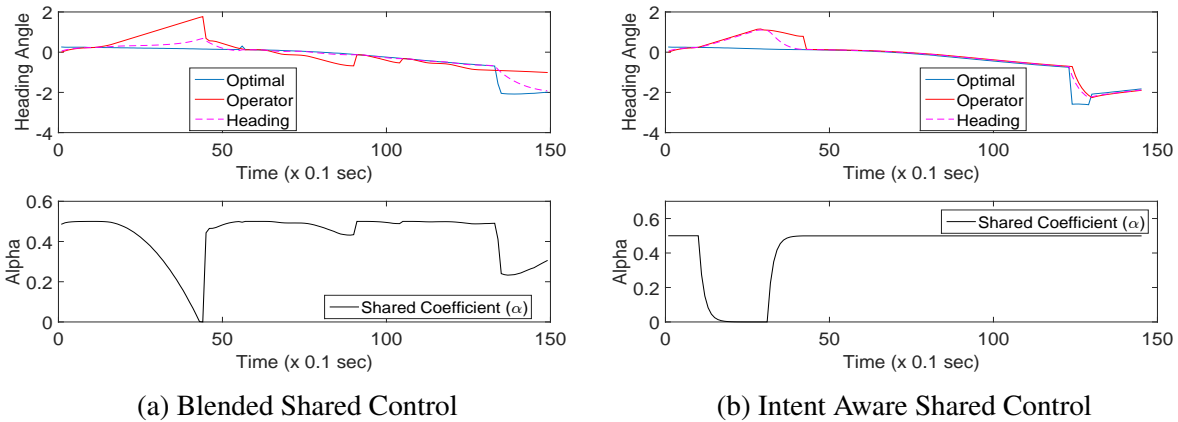 2
0
-2
-4
Heading Angle
Optimal
Operator
Heading
0
50
100
150
Time (x 0.1 sec)
0.6
0.4
0.2
0
Alpha
Shared Coefficient (α)
0
50
100
150
Time (x 0.1 sec)
(a) Blended Shared Control
2
0
-2
-4
Heading Angle
Optimal
Operator
Heading
0
50
100
150
Time (x 0.1 sec)
0.6
0.4
0.2
0
Alpha
Shared Coefficient (α)
0
50
100
150
Time (x 0.1 sec)
(b) Intent Aware Shared Control